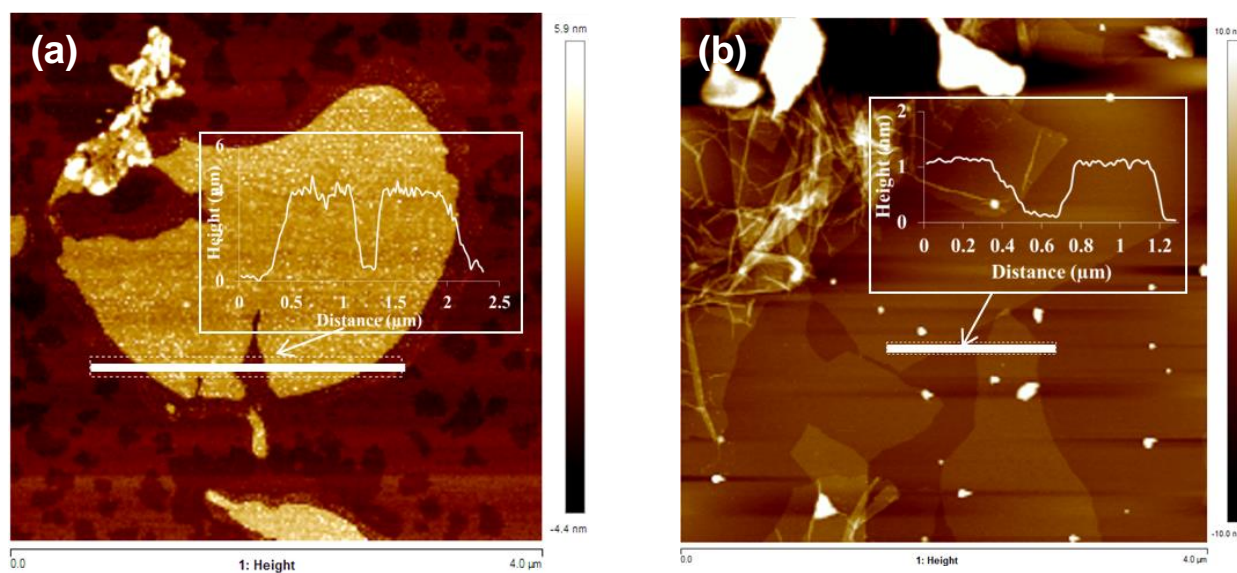 (a)
5.9 nm
6
Height (nm)
0
0 0.5 1 1.5 2 2.5
Distance (µm)
-4.4 nm
0.0 1: Height 4.0 µm
(b)
10.0 nm
2
Height (nm)
1
0
0 0.2 0.4 0.6 0.8 1 1.2
Distance (µm)
-10.0 nm
0.0 1: Height 4.0 µm